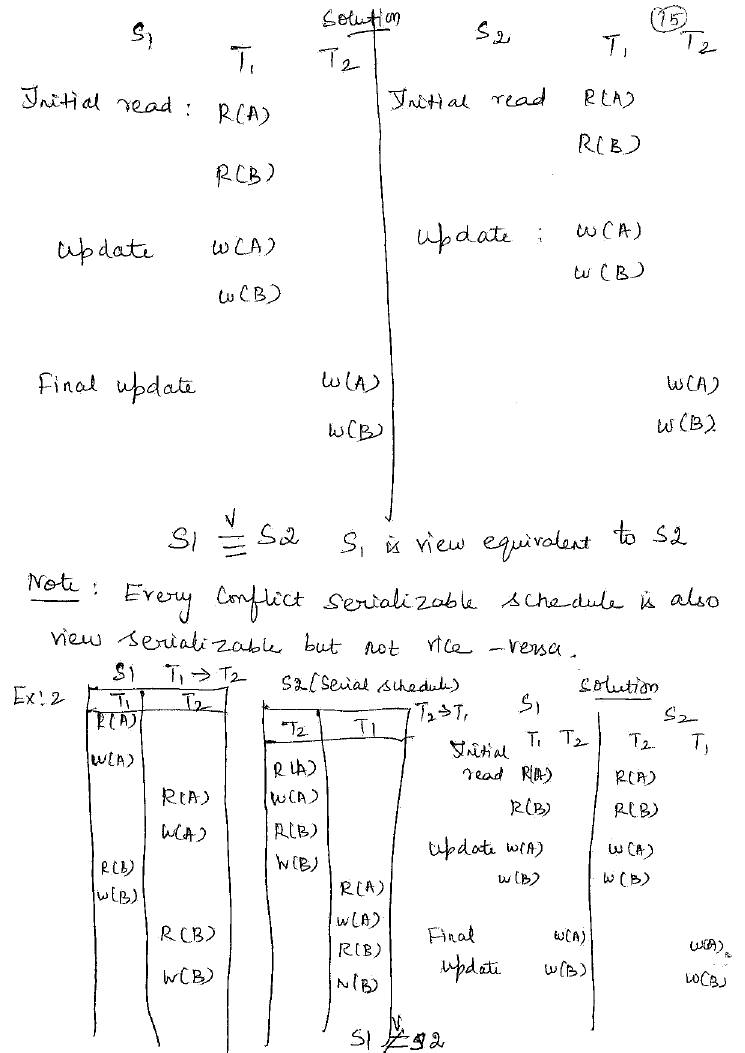 Solution
S1 S2 (15)
T1 T2 T1 T2
Initial read : R(A) Initial read R(A)
R(B) R(B)
update W(A) update : W(A)
W(B) W(B)
Final update W(A) W(A)
W(B) W(B).
S1 V≡ S2 S1 is view equivalent to S2
Note : Every Conflict serializable schedule is also
view serializable but not vice-versa.
Ex:2 S1 T1→T2
T1 T2
R(A)
W(A)
R(A)
W(A)
R(B)
W(B)
R(B)
W(B)
S2 (Serial schedule)
T2→T1
T2 T1
R(A)
W(A)
R(B)
W(B)
R(A)
W(A)
R(B)
W(B)
Solution
S1 S2
T1 T2 T2 T1
Initial
read R(A) R(A)
R(B) R(B)
update W(A) W(A)
W(B) W(B)
Final W(A) W(A)
update W(B) W(B)
S1 V≢ S2